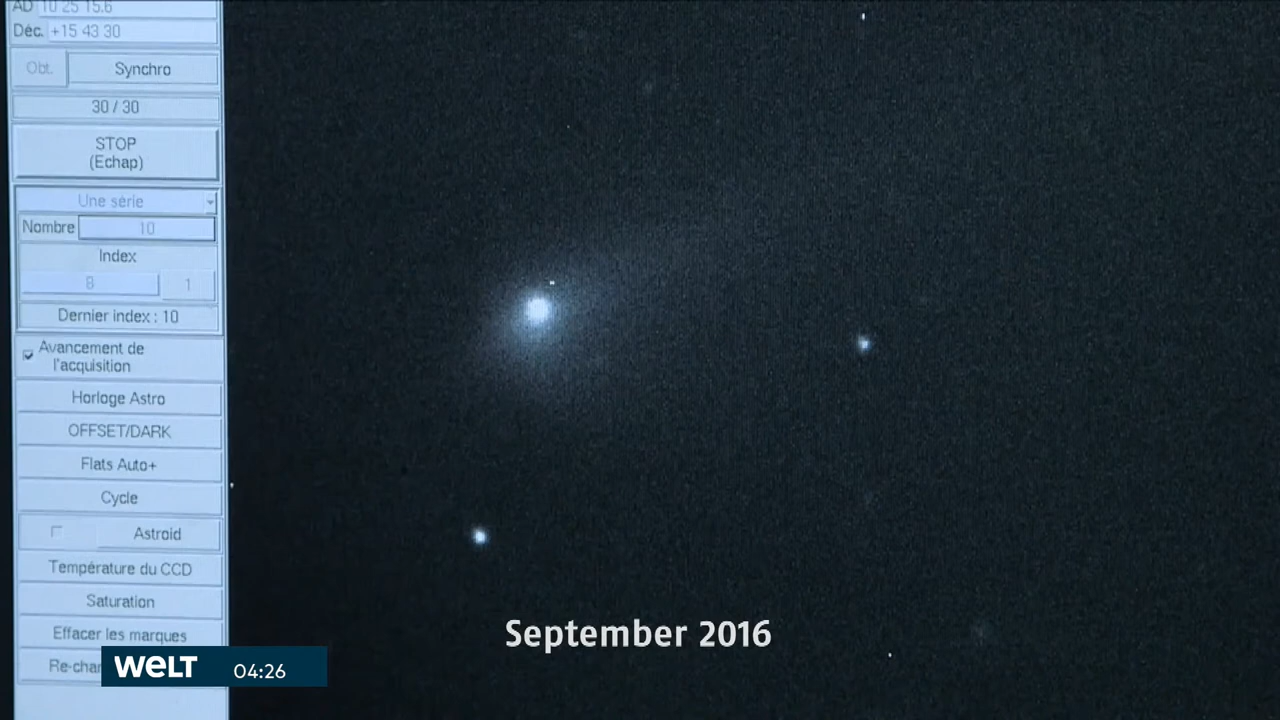 AD 10 25 15.6
Déc. +15 43 30
Obt. Synchro
30 / 30
STOP
(Echap)
Une série
Nombre 10
Index
8 1
Dernier index : 10
Avancement de
l'acquisition
Horloge Astro
OFFSET/DARK
Flats Auto+
Cycle
Astroid
Température du CCD
Saturation
Effacer les marques
September 2016
WELT 04:26